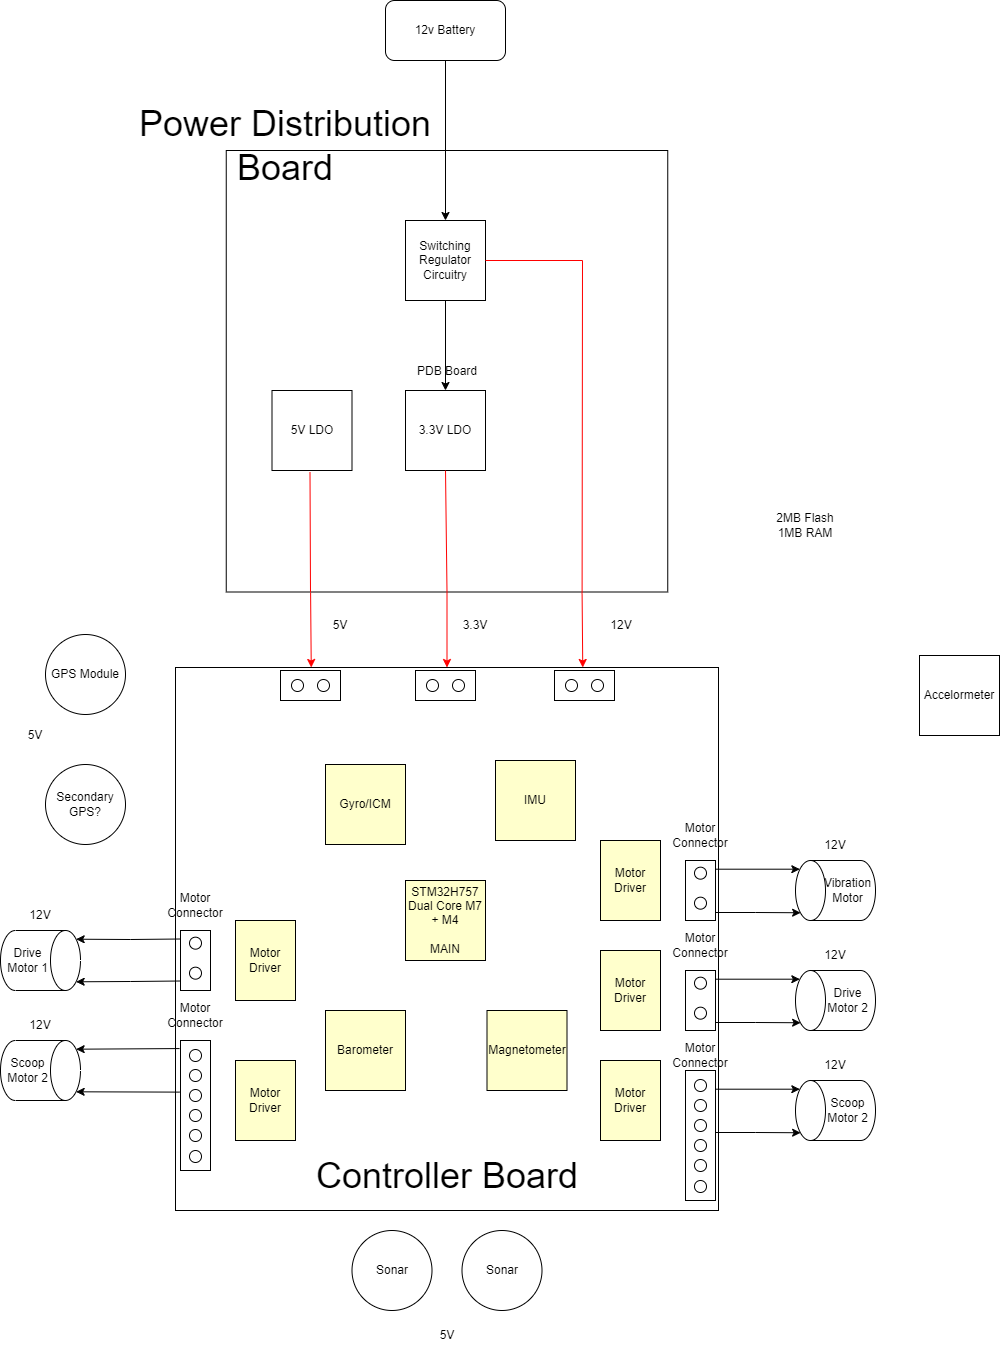 12v Battery
Power Distribution
Board
Switching
Regulator
Circuitry
PDB Board
5V LDO
3.3V LDO
2MB Flash
1MB RAM
5V
3.3V
12V
GPS Module
Accelormeter
5V
Secondary
GPS?
Gyro/ICM
IMU
Motor
Connector
12V
Motor
Driver
Vibration
Motor
STM32H757
Dual Core M7
+ M4
MAIN
Motor
Connector
12V
Drive
Motor 1
Motor
Driver
Motor
Connector
12V
Motor
Driver
Drive
Motor 2
Motor
Connector
12V
Scoop
Motor 2
Barometer
Magnetometer
Motor
Connector
12V
Motor
Driver
Motor
Driver
Scoop
Motor 2
Controller Board
Sonar
Sonar
5V